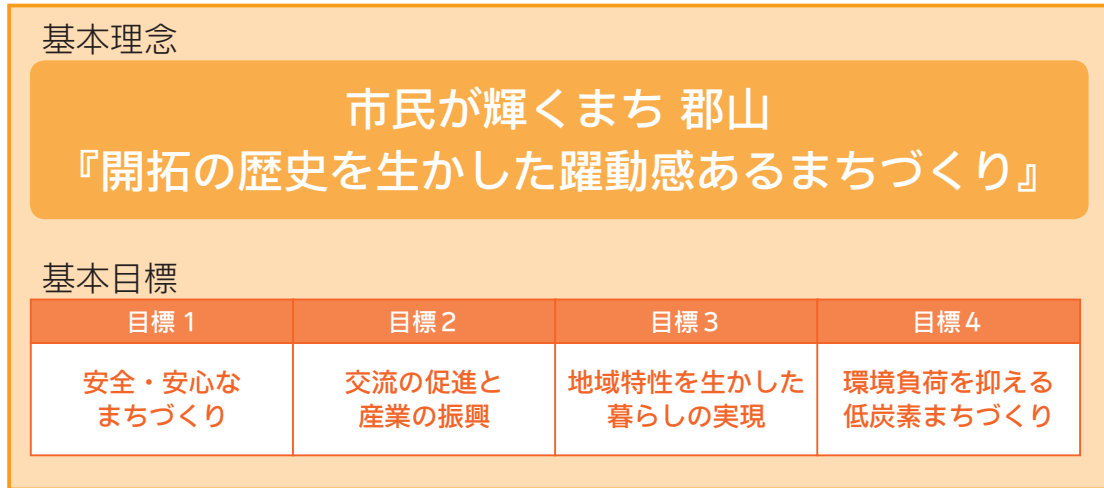 基本理念
市民が輝くまち 郡山
『開拓の歴史を生かした躍動感あるまちづくり』
基本目標
目標1
目標2
目標3
目標4
安全・安心な
まちづくり
交流の促進と
産業の振興
地域特性を生かした
暮らしの実現
環境負荷を抑える
低炭素まちづくり